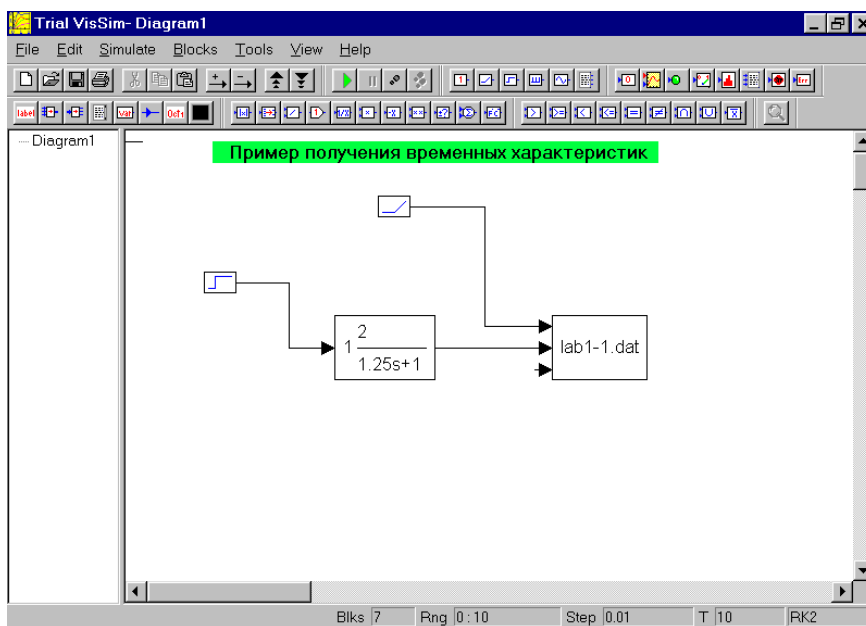 Trial VisSim- Diagram1
File Edit Simulate Blocks Tools View Help
Diagram1
Пример получения временных характеристик
1 2
1.25s+1
lab1-1.dat
Blks 7 Rng 0:10 Step 0.01 T 10 RK2